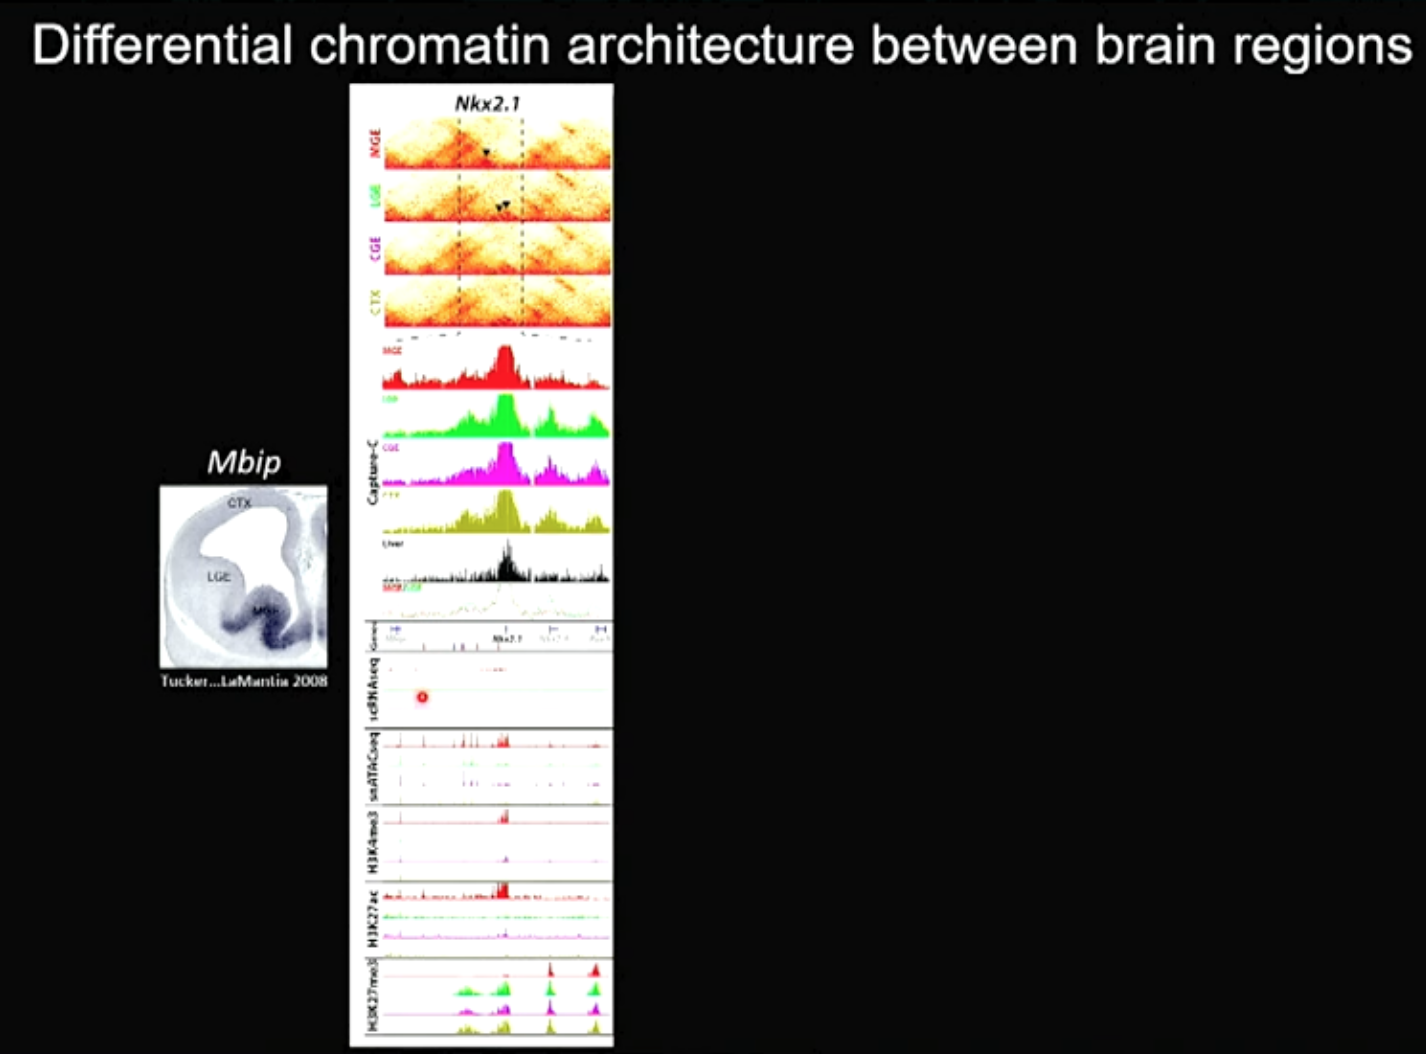 Differential chromatin architecture between brain regions
Nkx2.1
MGE
LGE
CGE
CTX
MGE
LGE
CGE
CTX
Liver
Capture-C
Genes
Mbip
Nkx2.1
scRNAseq
snATACseq
H3K4me3
H3K27ac
H3K27me3
Mbip
CTX
LGE
MGE
Tucker...LaMantia 2008